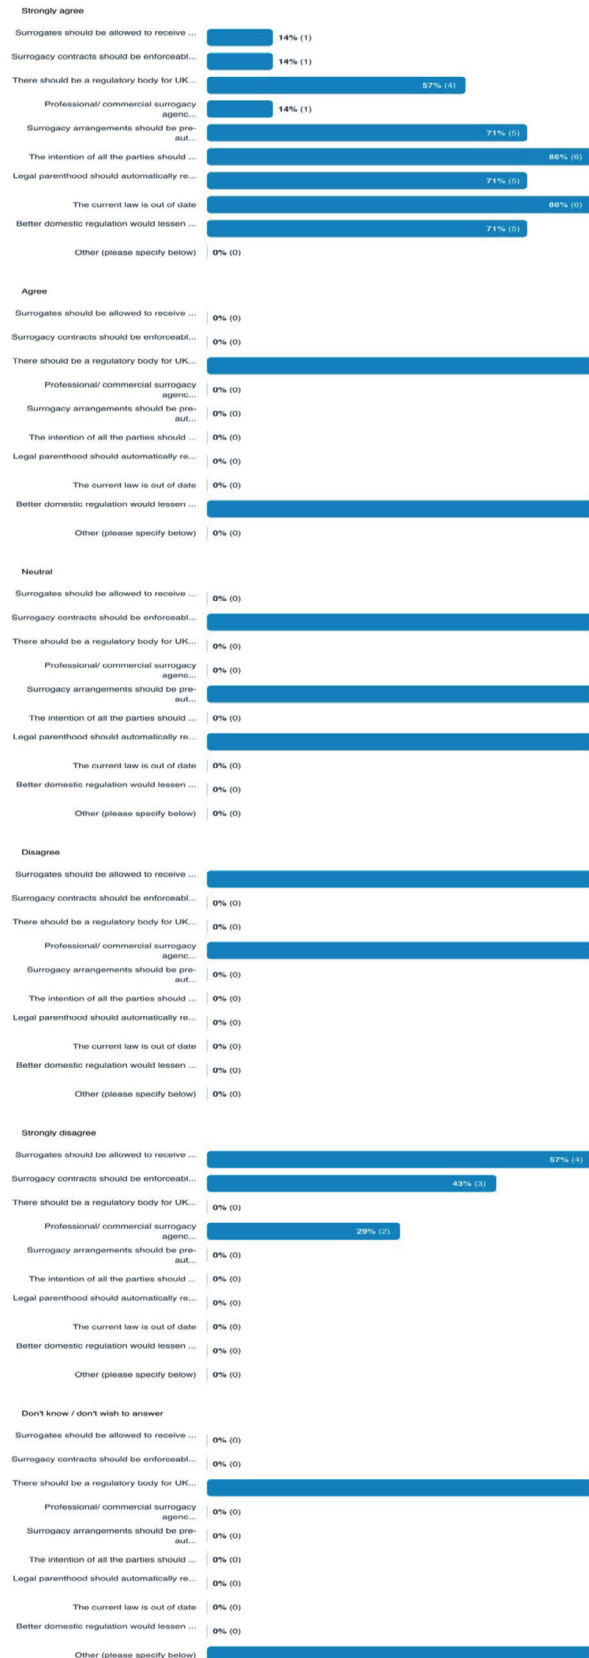 Strongly agree
Surrogates should be allowed to receive ...
14% (1)
Surrogacy contracts should be enforceabl...
14% (1)
There should be a regulatory body for UK...
57% (4)
Professional/ commercial surrogacy
agenc...
14% (1)
Surrogacy arrangements should be pre-
aut...
71% (5)
The intention of all the parties should ...
86% (6)
Legal parenthood should automatically re...
71% (5)
The current law is out of date
86% (6)
Better domestic regulation would lessen ...
71% (5)
Other (please specify below)
0% (0)
Agree
Surrogates should be allowed to receive ...
0% (0)
Surrogacy contracts should be enforceabl...
0% (0)
There should be a regulatory body for UK...
Professional/ commercial surrogacy
agenc...
0% (0)
Surrogacy arrangements should be pre-
aut...
0% (0)
The intention of all the parties should ...
0% (0)
Legal parenthood should automatically re...
0% (0)
The current law is out of date
0% (0)
Better domestic regulation would lessen ...
Other (please specify below)
0% (0)
Neutral
Surrogates should be allowed to receive ...
0% (0)
Surrogacy contracts should be enforceabl...
There should be a regulatory body for UK...
0% (0)
Professional/ commercial surrogacy
agenc...
0% (0)
Surrogacy arrangements should be pre-
aut...
The intention of all the parties should ...
0% (0)
Legal parenthood should automatically re...
The current law is out of date
0% (0)
Better domestic regulation would lessen ...
0% (0)
Other (please specify below)
0% (0)
Disagree
Surrogates should be allowed to receive ...
Surrogacy contracts should be enforceabl...
0% (0)
There should be a regulatory body for UK...
0% (0)
Professional/ commercial surrogacy
agenc...
Surrogacy arrangements should be pre-
aut...
0% (0)
The intention of all the parties should ...
0% (0)
Legal parenthood should automatically re...
0% (0)
The current law is out of date
0% (0)
Better domestic regulation would lessen ...
0% (0)
Other (please specify below)
0% (0)
Strongly disagree
Surrogates should be allowed to receive ...
57% (4)
Surrogacy contracts should be enforceabl...
43% (3)
There should be a regulatory body for UK...
0% (0)
Professional/ commercial surrogacy
agenc...
29% (2)
Surrogacy arrangements should be pre-
aut...
0% (0)
The intention of all the parties should ...
0% (0)
Legal parenthood should automatically re...
0% (0)
The current law is out of date
0% (0)
Better domestic regulation would lessen ...
0% (0)
Other (please specify below)
0% (0)
Don't know / don't wish to answer
Surrogates should be allowed to receive ...
0% (0)
Surrogacy contracts should be enforceabl...
0% (0)
There should be a regulatory body for UK...
Professional/ commercial surrogacy
agenc...
0% (0)
Surrogacy arrangements should be pre-
aut...
0% (0)
The intention of all the parties should ...
0% (0)
Legal parenthood should automatically re...
0% (0)
The current law is out of date
0% (0)
Better domestic regulation would lessen ...
0% (0)
Other (please specify below)